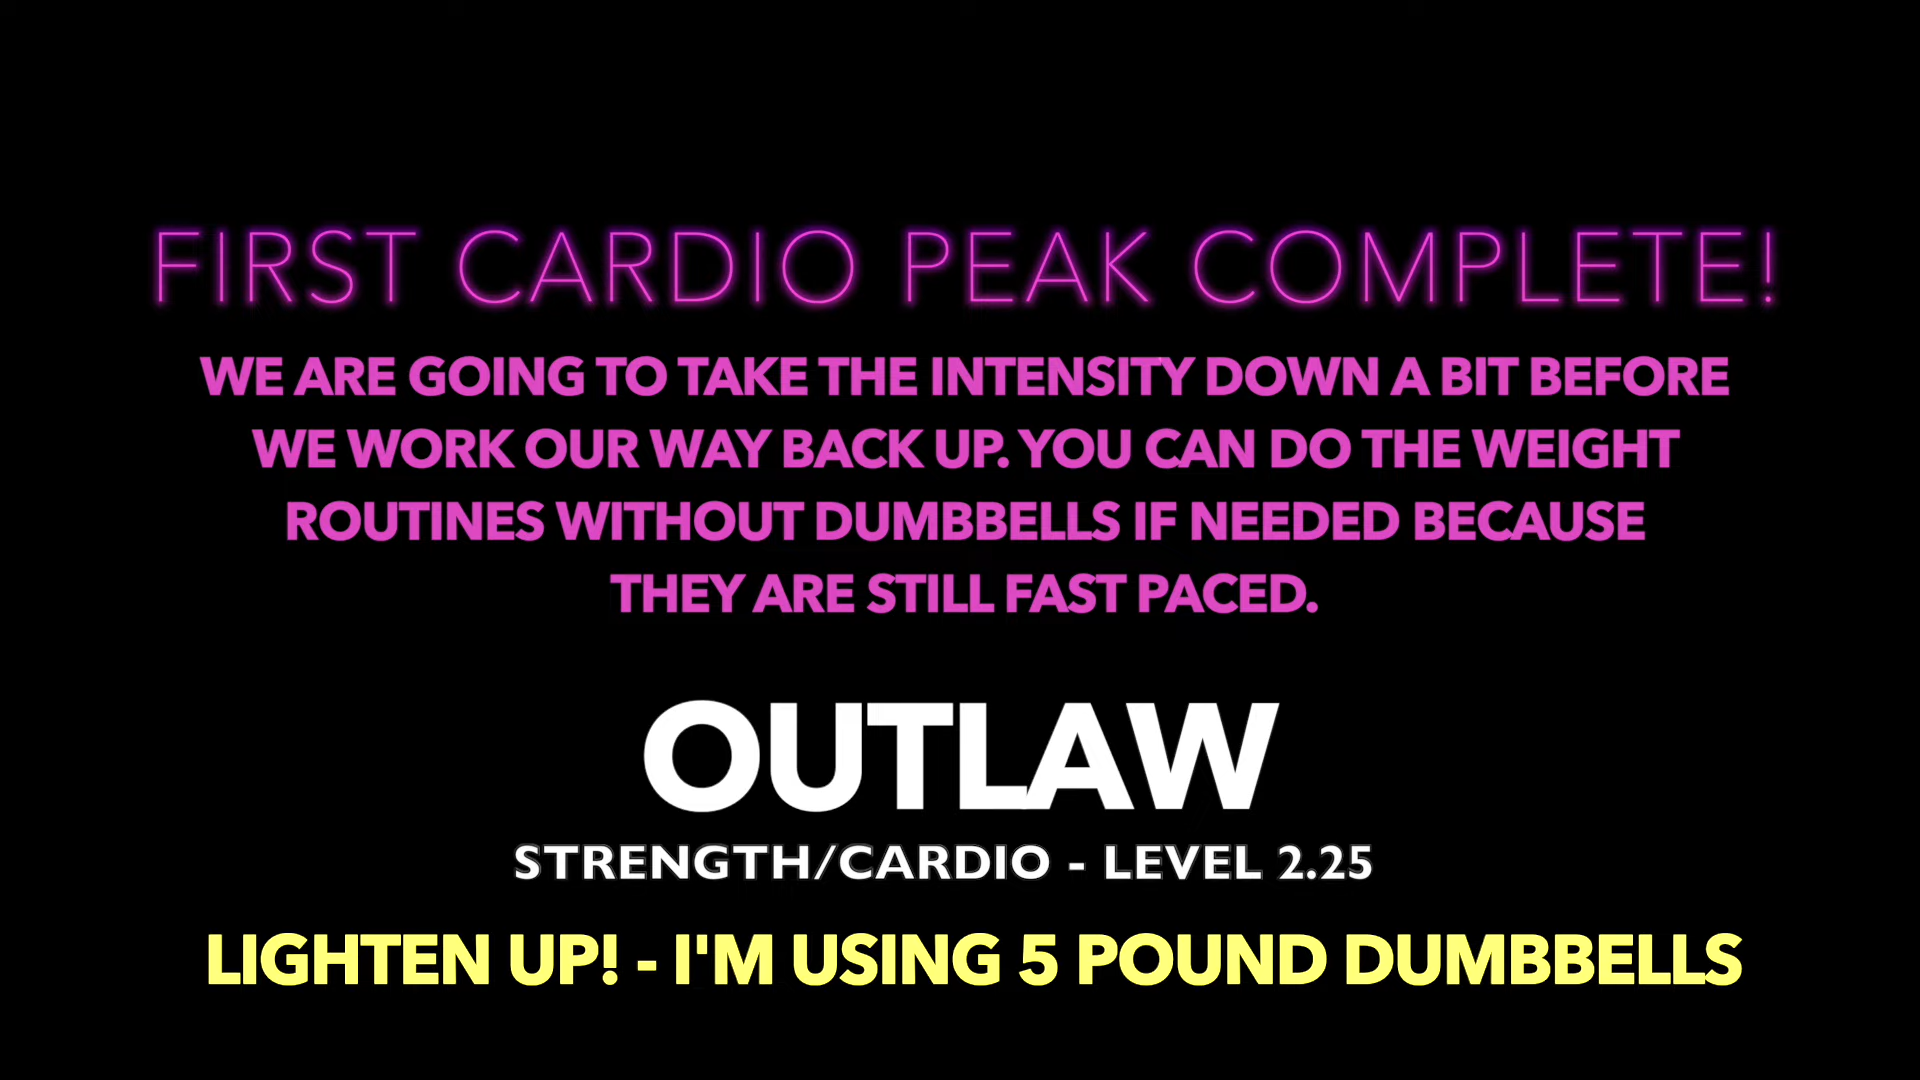 FIRST CARDIO PEAK COMPLETE!
WE ARE GOING TO TAKE THE INTENSITY DOWN A BIT BEFORE
WE WORK OUR WAY BACK UP. YOU CAN DO THE WEIGHT
ROUTINES WITHOUT DUMBBELLS IF NEEDED BECAUSE
THEY ARE STILL FAST PACED.
OUTLAW
STRENGTH/CARDIO - LEVEL 2.25
LIGHTEN UP! - I'M USING 5 POUND DUMBBELLS